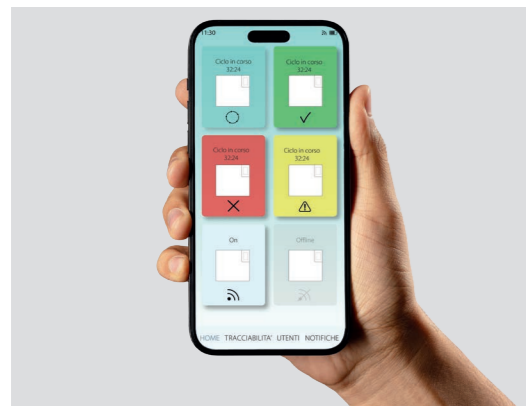 11:30
Ciclo in corso
32:24
Ciclo in corso
32:24
Ciclo in corso
32:24
Ciclo in corso
32:24
On
Offline
HOME TRACCIABILITA' UTENTI NOTIFICHE